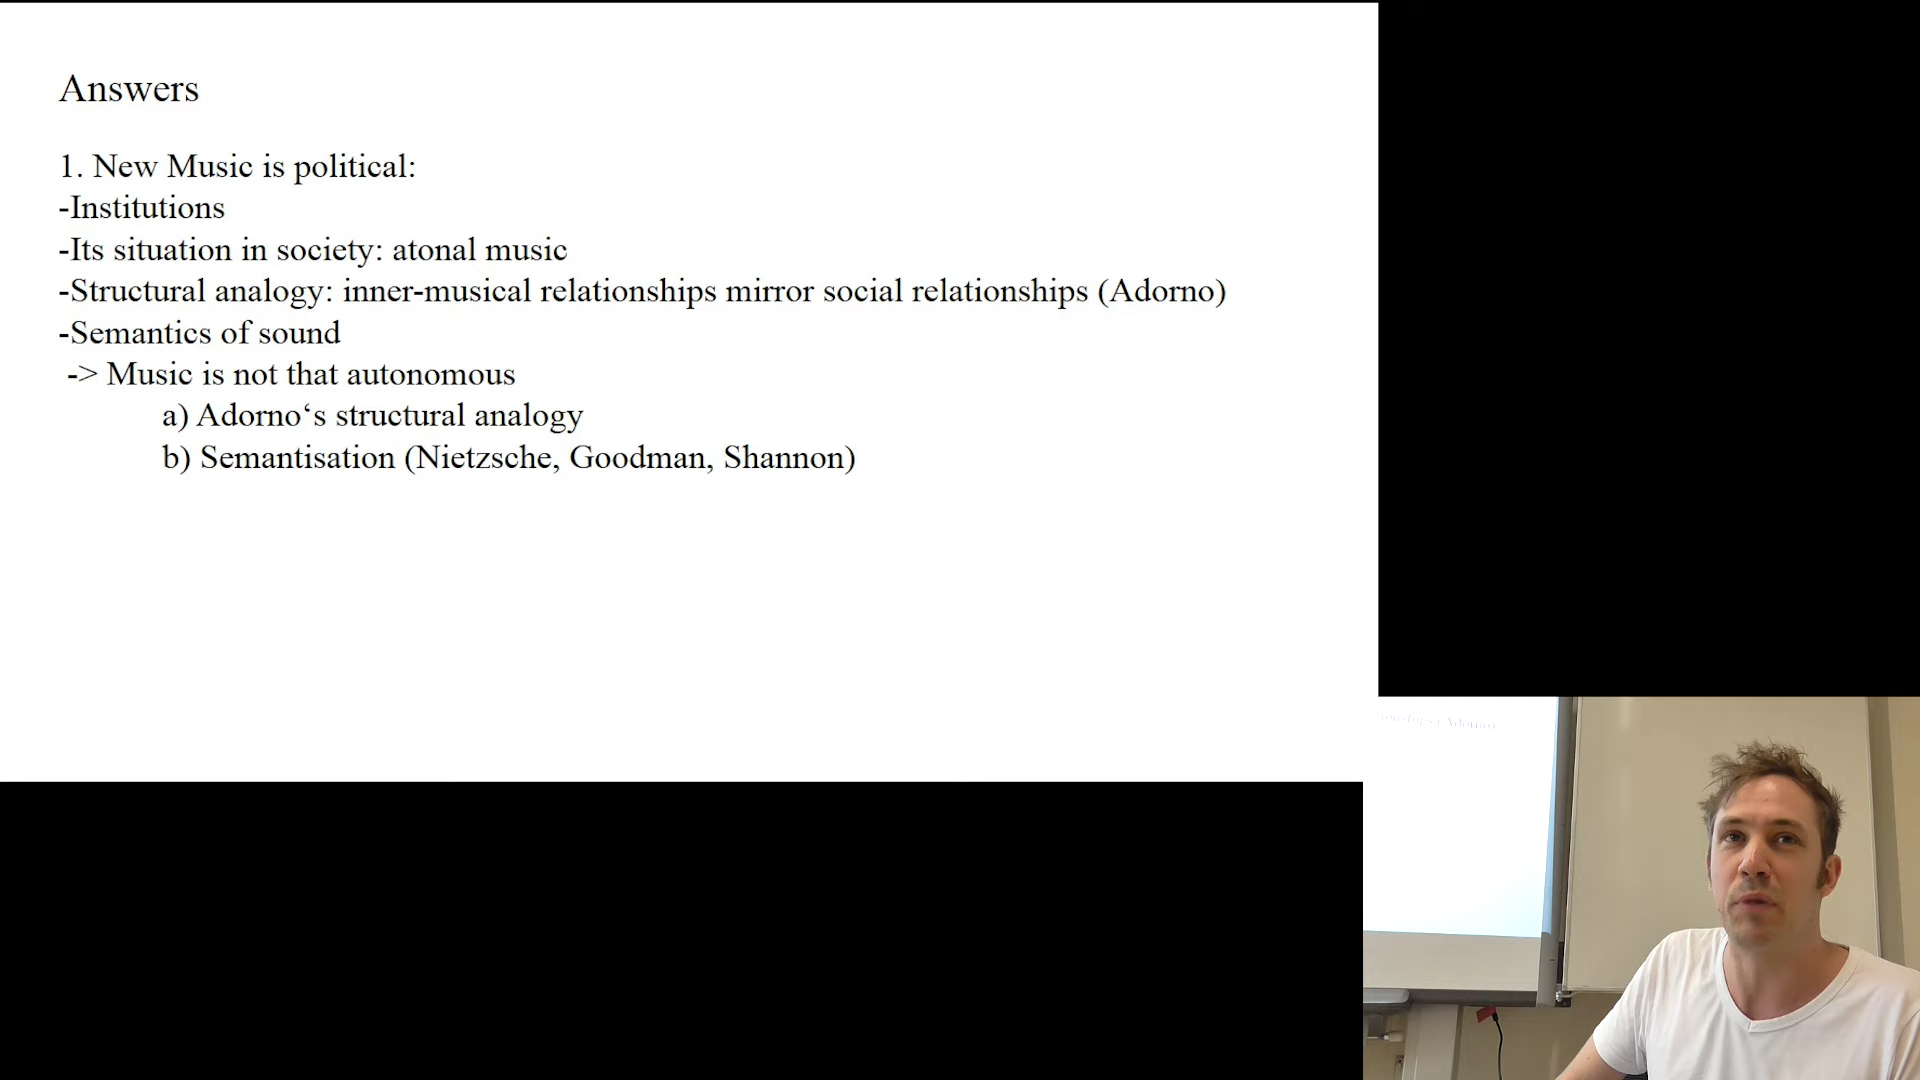 Answers
1. New Music is political:
-Institutions
-Its situation in society: atonal music
-Structural analogy: inner-musical relationships mirror social relationships (Adorno)
-Semantics of sound
-> Music is not that autonomous
a) Adorno‘s structural analogy
b) Semantisation (Nietzsche, Goodman, Shannon)
(Adorno)